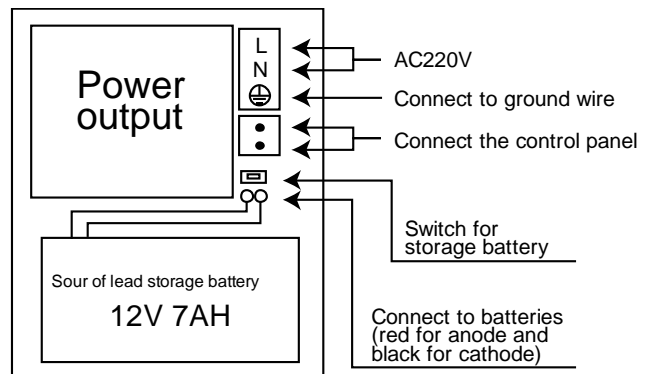 Power
output
L
N
AC220V
Connect to ground wire
Connect the control panel
Switch for
storage battery
Sour of lead storage battery
12V 7AH
Connect to batteries
(red for anode and
black for cathode)